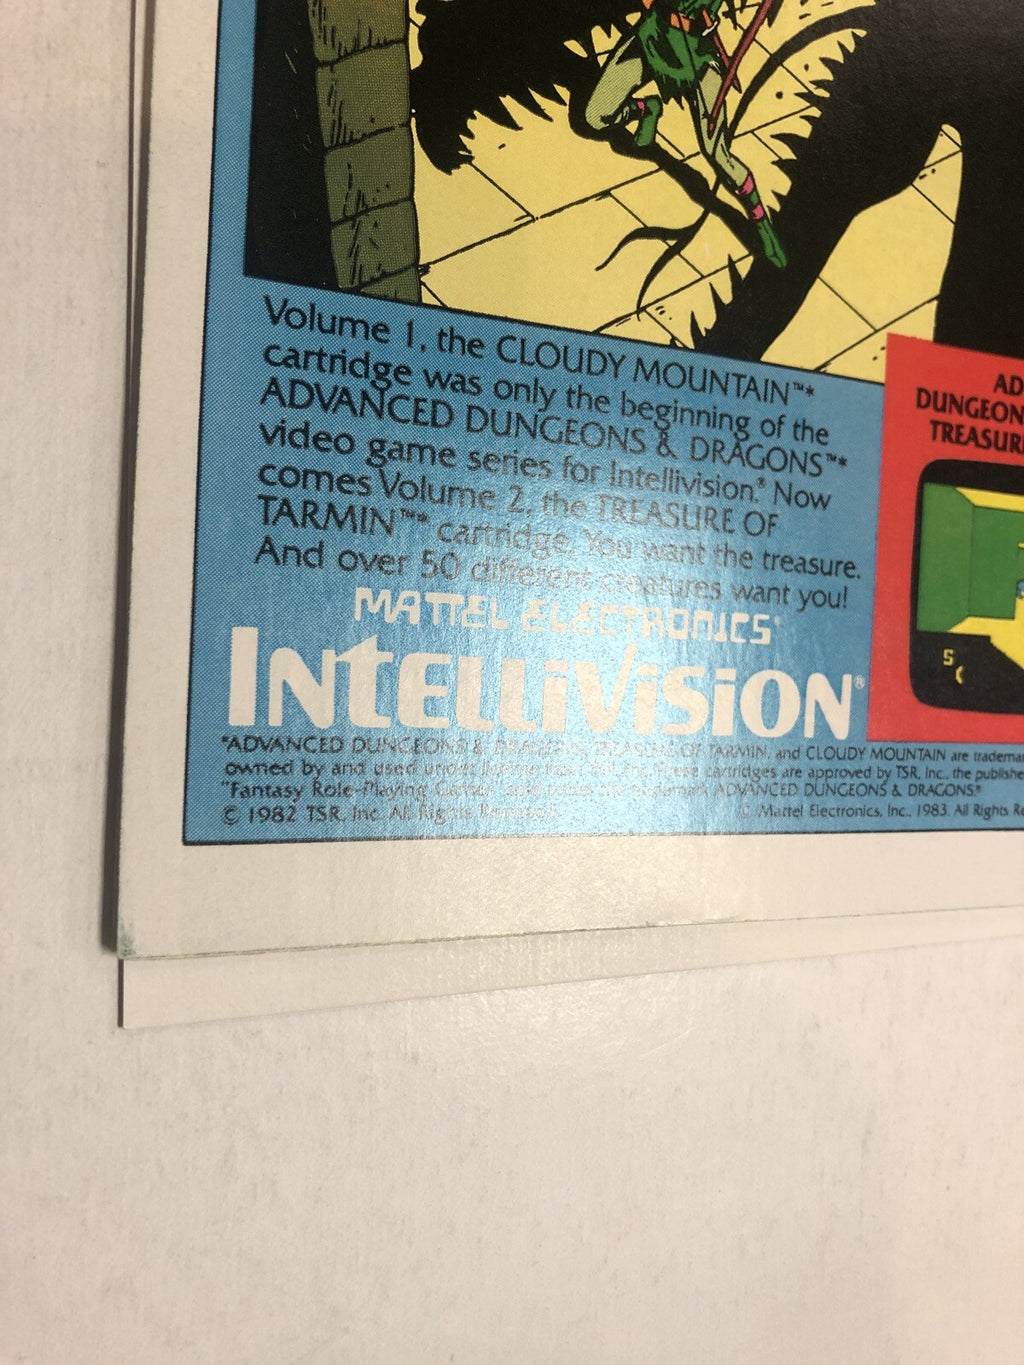 Volume 1, the CLOUDY MOUNTAIN™*
cartridge was only the beginning of the
ADVANCED DUNGEONS & DRAGONS™*
video game series for Intellivision.® Now
comes Volume 2, the TREASURE OF
TARMIN™* cartridge. You want the treasure.
And over 50 different creatures want you!
MATTEL ELECTRONICS®
INTELLIVISION®
*ADVANCED DUNGEONS & DRAGONS, TREASURE OF TARMIN, and CLOUDY MOUNTAIN are tradema
owned by and used under license from TSR, Inc. These cartridges are approved by TSR, Inc., the publishe
"Fantasy Role-Playing Games" trademark ADVANCED DUNGEONS & DRAGONS.*
© 1982 TSR, Inc. All Rights Reserved.
© Mattel Electronics, Inc., 1983. All Rights Re
AD
DUNGEON
TREASUR
5